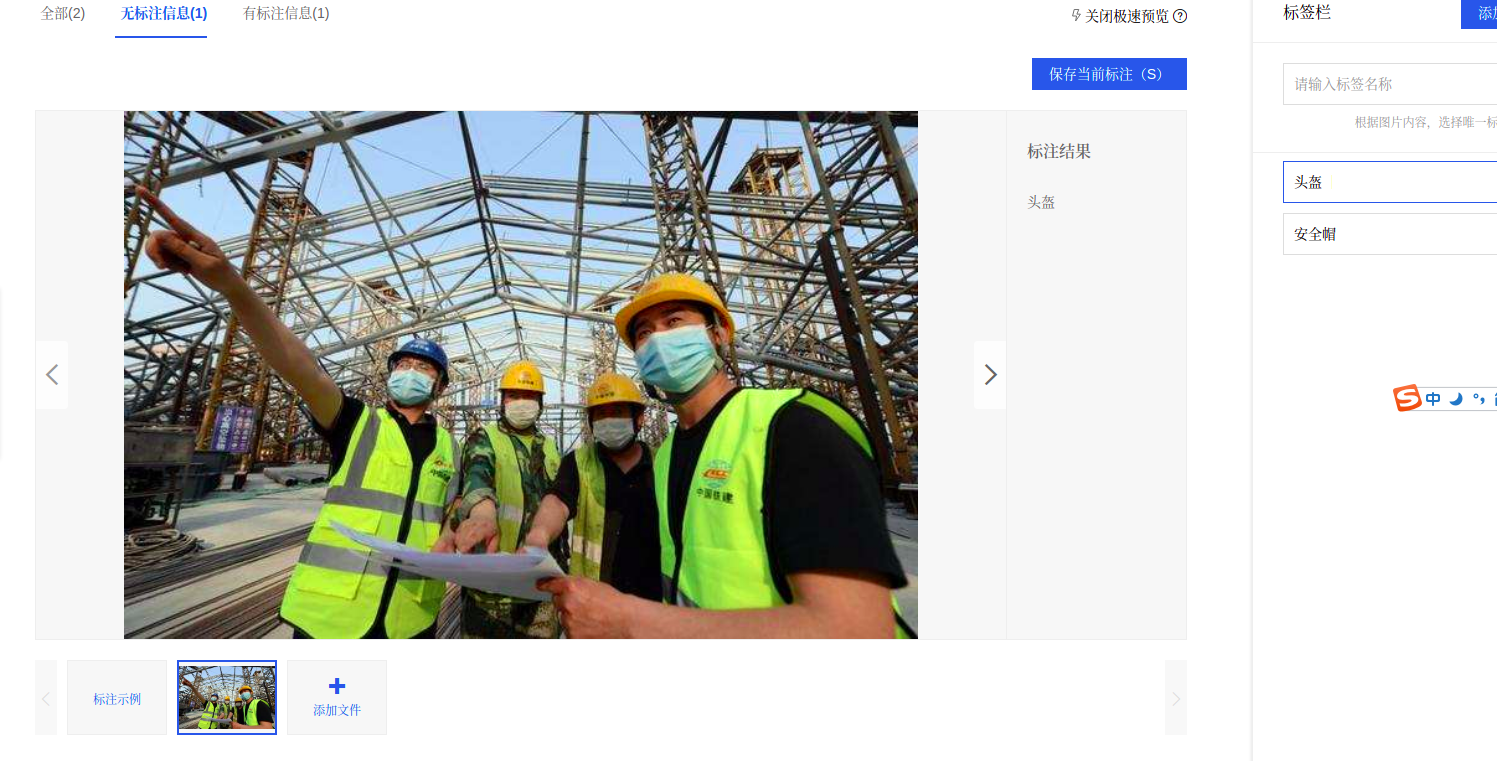 全部(2) 无标注信息(1) 有标注信息(1)
关闭极速预览
标签栏
保存当前标注（S）
请输入标签名称
根据图片内容，选择唯一
标注结果
头盔
头盔
安全帽
中国铁建
中
标注示例
添加文件